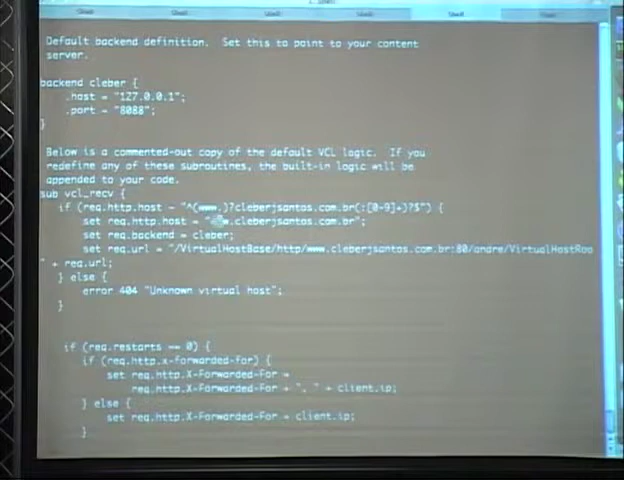 Shell Shell Shell Shell Shell
Default backend definition.  Set this to point to your content
server.
backend cleber {
.host = "127.0.0.1";
.port = "8088";
}
Below is a commented-out copy of the default VCL logic.  If you
redefine any of these subroutines, the built-in logic will be
appended to your code.
sub vcl_recv {
if (req.http.host ~ "^(www.)?cleberjsantos.com.br(:[0-9]+)?$") {
set req.http.host = "www.cleberjsantos.com.br";
set req.backend = cleber;
set req.url = "/VirtualHostBase/http/www.cleberjsantos.com.br:80/andre/VirtualHostRoo
" + req.url;
} else {
error 404 "Unknown virtual host";
}
if (req.restarts == 0) {
if (req.http.x-forwarded-for) {
set req.http.X-Forwarded-For =
req.http.X-Forwarded-For + ", " + client.ip;
} else {
set req.http.X-Forwarded-For = client.ip;
}